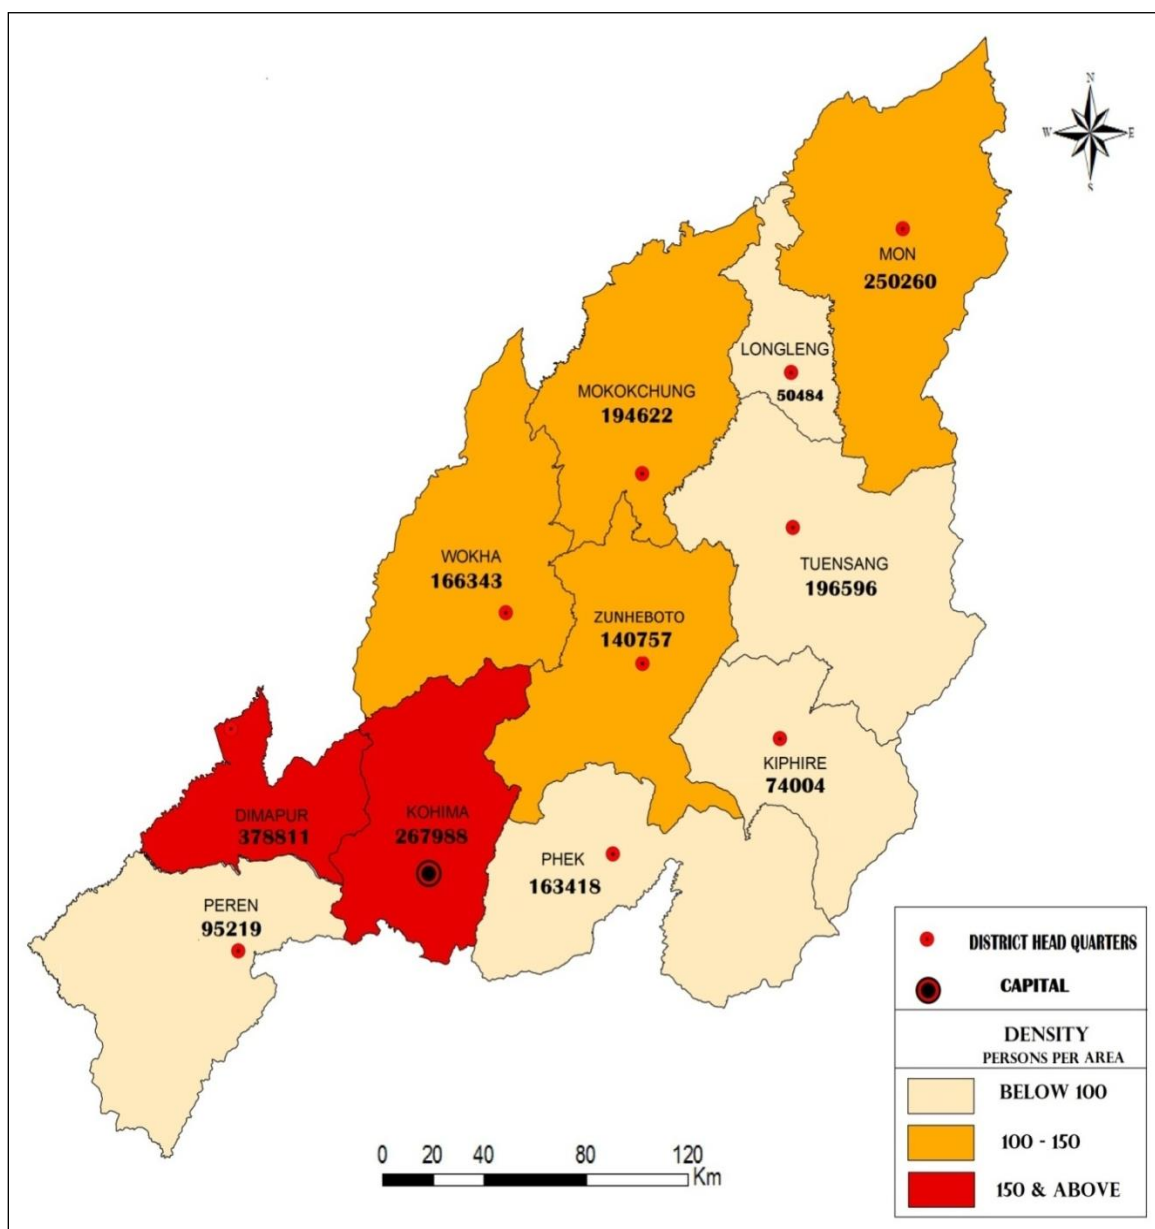 N
W E
S
MON
250260
LONGLENG
50484
MOKOKCHUNG
194622
WOKHA
166343
TUENSANG
196596
ZUNHEBOTO
140757
KIPHIRE
74004
DIMAPUR
378811
KOHIMA
267988
PHEK
163418
PEREN
95219
DISTRICT HEAD QUARTERS
CAPITAL
DENSITY
PERSONS PER AREA
BELOW 100
100 - 150
150 & ABOVE
0 20 40 80 120
Km